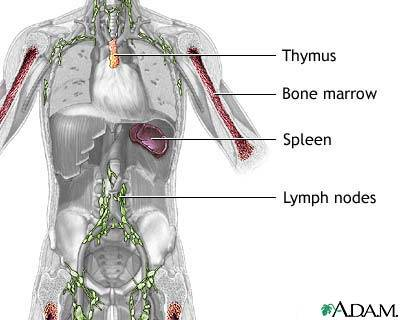 Thymus
Bone marrow
Spleen
Lymph nodes
A.D.A.M.